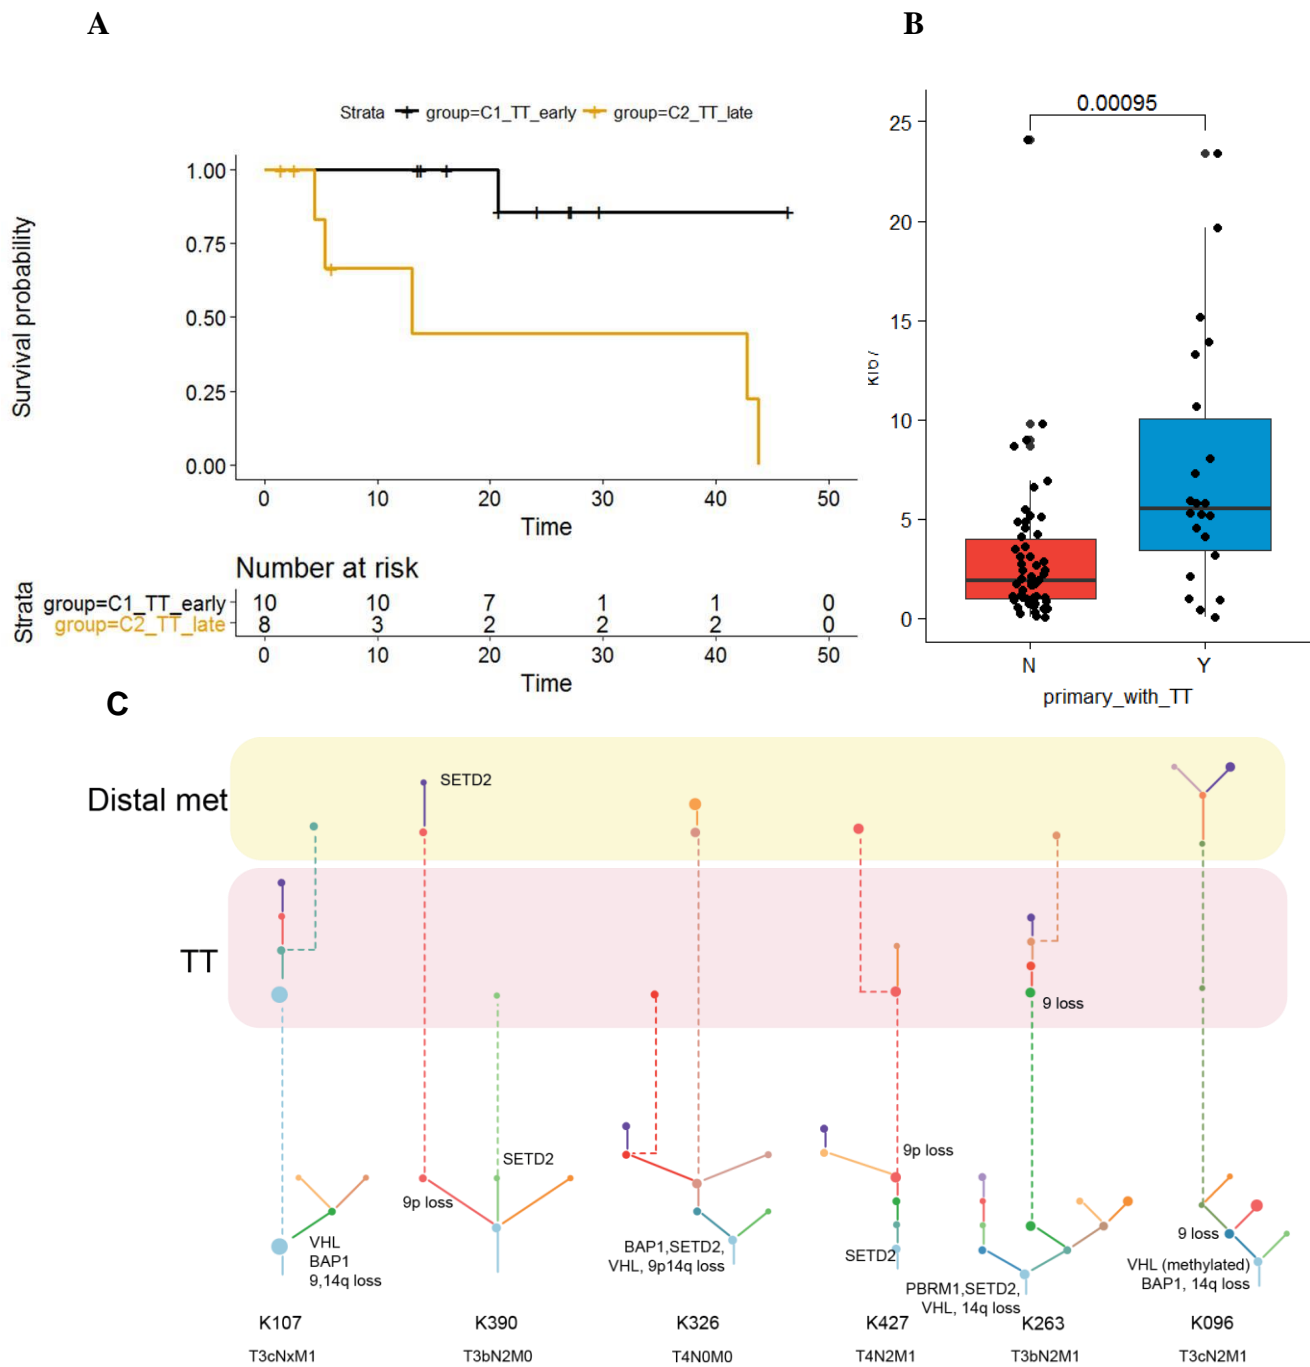 A
B
Strata group=C1_TT_early group=C2_TT_late
Survival probability
1.00
0.75
0.50
0.25
0.00
0 10 20 30 40 50
Time
Number at risk
Strata
group=C1_TT_early 10 10 7 1 1 0
group=C2_TT_late 8 3 2 2 2 0
0 10 20 30 40 50
Time
0.00095
25
20
15
10
5
0
N Y
primary_with_TT
C
Distal met
SETD2
TT
9 loss
SETD2
9p loss
9p loss
VHL
BAP1
9,14q loss
BAP1,SETD2,
VHL, 9p14q loss
SETD2
PBRM1,SETD2,
VHL, 14q loss
9 loss
VHL (methylated)
BAP1, 14q loss
K107 K390 K326 K427 K263 K096
T3cNxM1 T3bN2M0 T4N0M0 T4N2M1 T3bN2M1 T3cN2M1